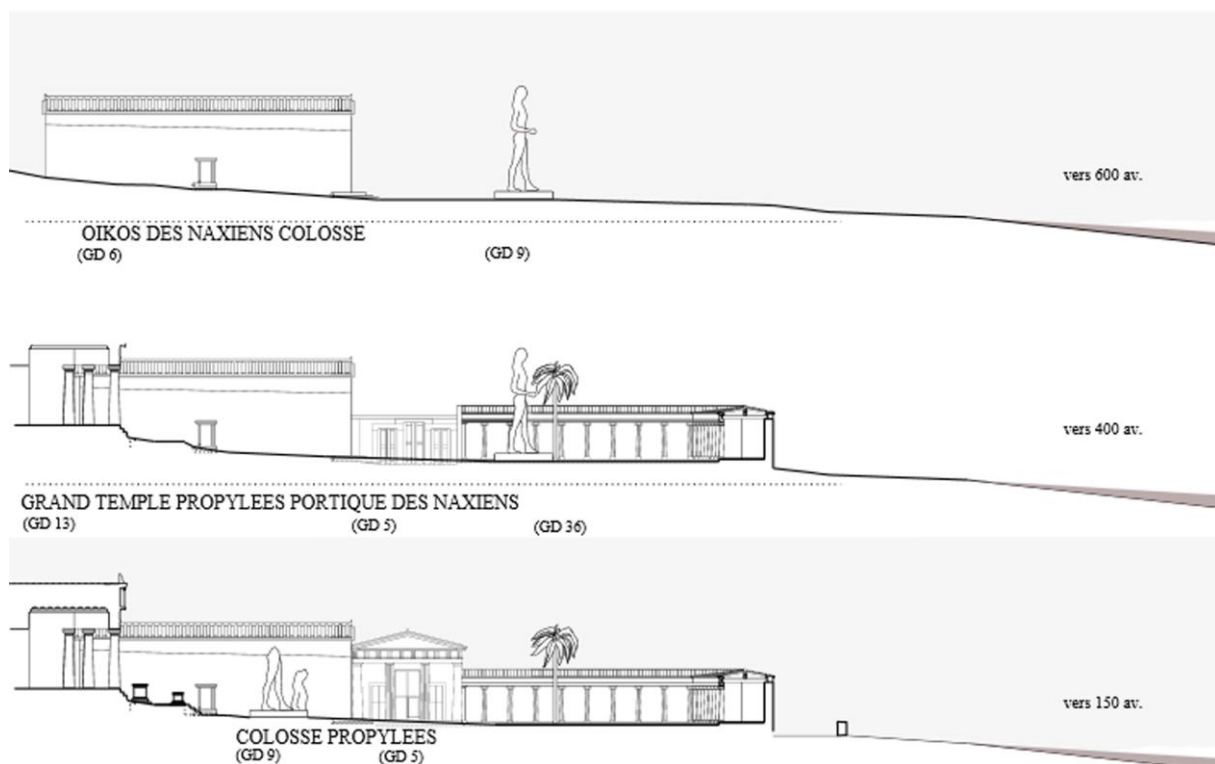 vers 600 av.
OIKOS DES NAXIENS COLOSSE
(GD 6) (GD 9)
vers 400 av.
GRAND TEMPLE PROPYLEES PORTIQUE DES NAXIENS
(GD 13) (GD 5) (GD 36)
vers 150 av.
COLOSSE PROPYLEES
(GD 9) (GD 5)